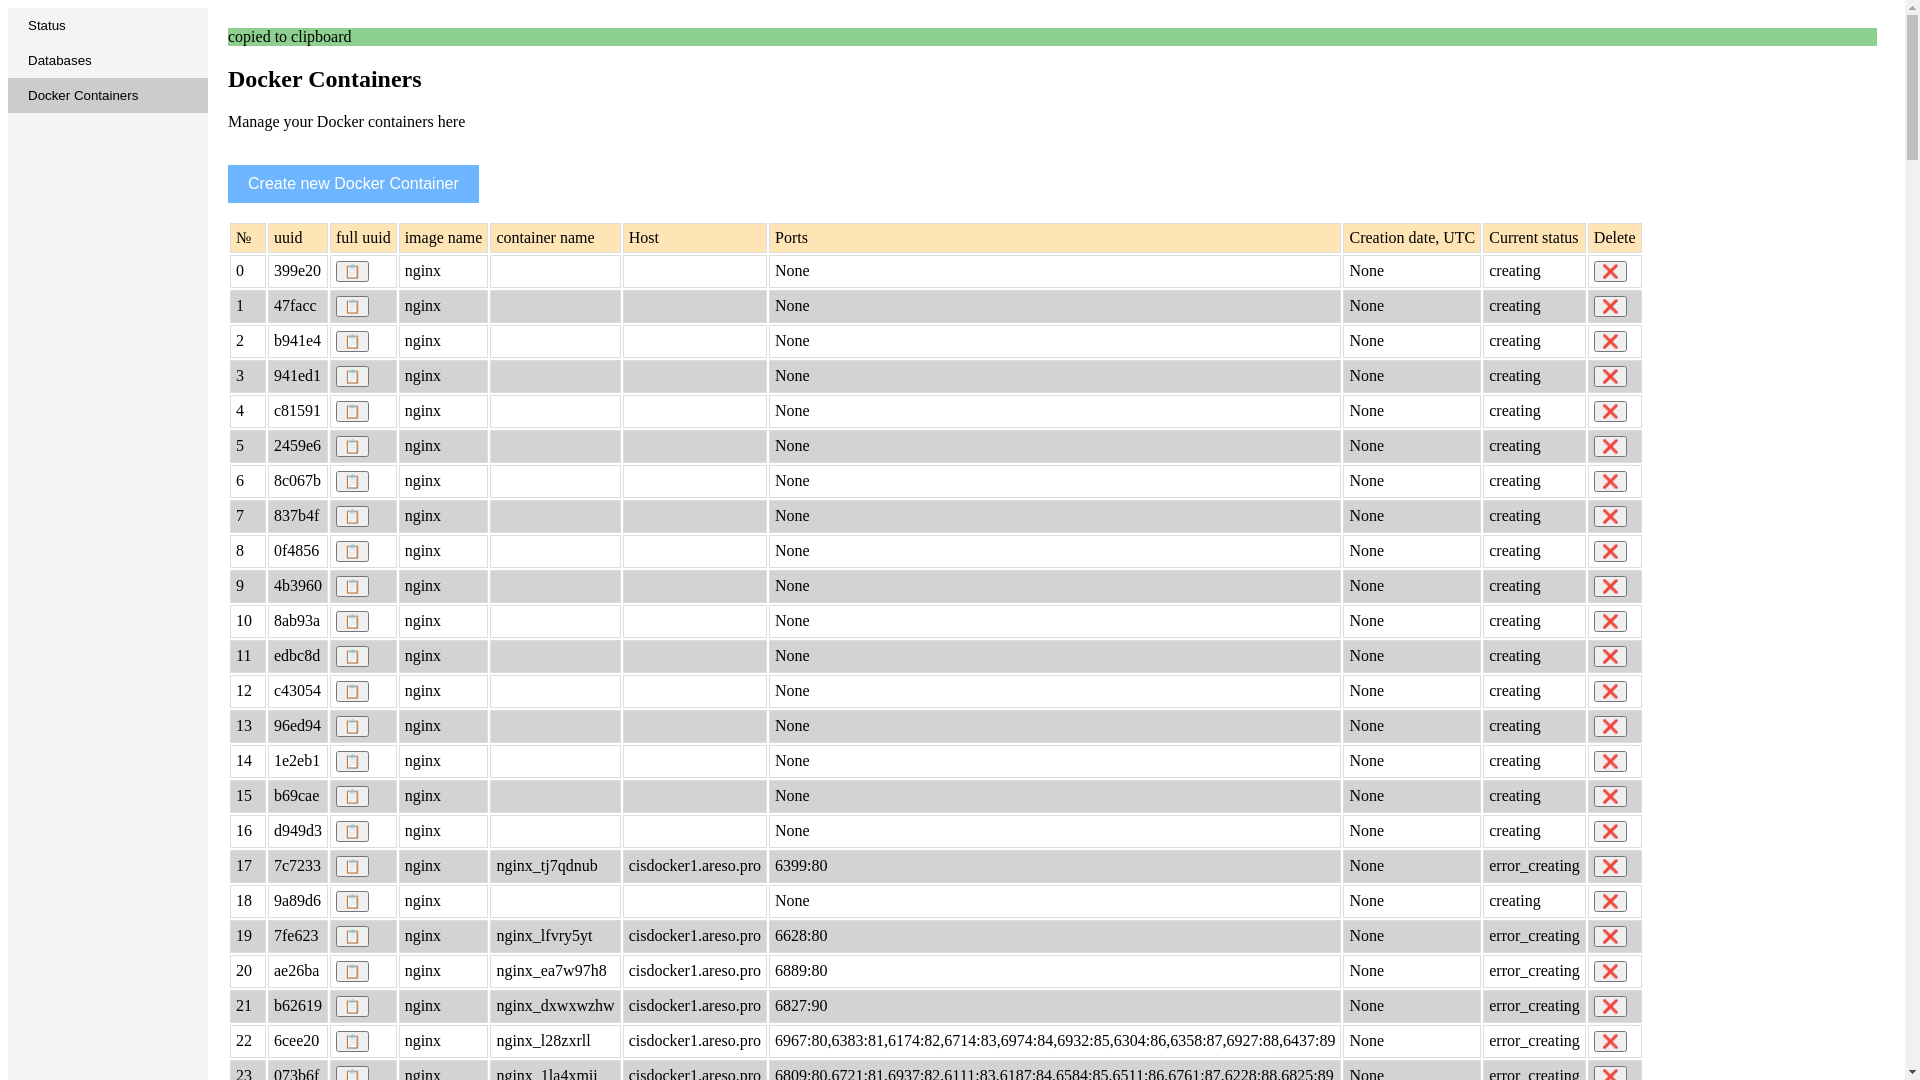 Status
Databases
Docker Containers
copied to clipboard
Docker Containers
Manage your Docker containers here
Create new Docker Container
№ uuid full uuid image name container name Host Ports Creation date, UTC Current status Delete
0 399e20 nginx None None creating
1 47facc nginx None None creating
2 b941e4 nginx None None creating
3 941ed1 nginx None None creating
4 c81591 nginx None None creating
5 2459e6 nginx None None creating
6 8c067b nginx None None creating
7 837b4f nginx None None creating
8 0f4856 nginx None None creating
9 4b3960 nginx None None creating
10 8ab93a nginx None None creating
11 edbc8d nginx None None creating
12 c43054 nginx None None creating
13 96ed94 nginx None None creating
14 1e2eb1 nginx None None creating
15 b69cae nginx None None creating
16 d949d3 nginx None None creating
17 7c7233 nginx nginx_tj7qdnub cisdocker1.areso.pro 6399:80 None error_creating
18 9a89d6 nginx None None creating
19 7fe623 nginx nginx_lfvry5yt cisdocker1.areso.pro 6628:80 None error_creating
20 ae26ba nginx nginx_ea7w97h8 cisdocker1.areso.pro 6889:80 None error_creating
21 b62619 nginx nginx_dxwxwzhw cisdocker1.areso.pro 6827:90 None error_creating
22 6cee20 nginx nginx_l28zxrll cisdocker1.areso.pro 6967:80,6383:81,6174:82,6714:83,6974:84,6932:85,6304:86,6358:87,6927:88,6437:89 None error_creating
23 073b6f nginx nginx_1la4xmii cisdocker1.areso.pro 6809:80,6721:81,6937:82,6111:83,6187:84,6584:85,6511:86,6761:87,6228:88,6825:89 None error_creating